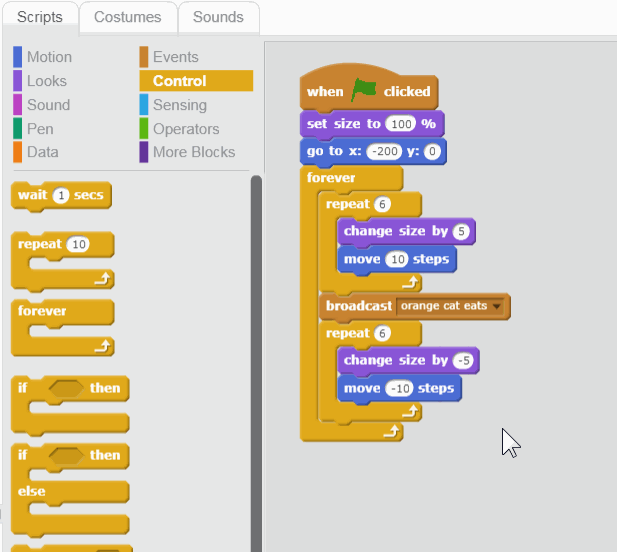 Scripts Costumes Sounds
Motion Events
Looks Control
Sound Sensing
Pen Operators
Data More Blocks
wait 1 secs
repeat 10
forever
if then
if then
else
when clicked
set size to 100 %
go to x: -200 y: 0
forever
repeat 6
change size by 5
move 10 steps
broadcast orange cat eats
repeat 6
change size by -5
move -10 steps